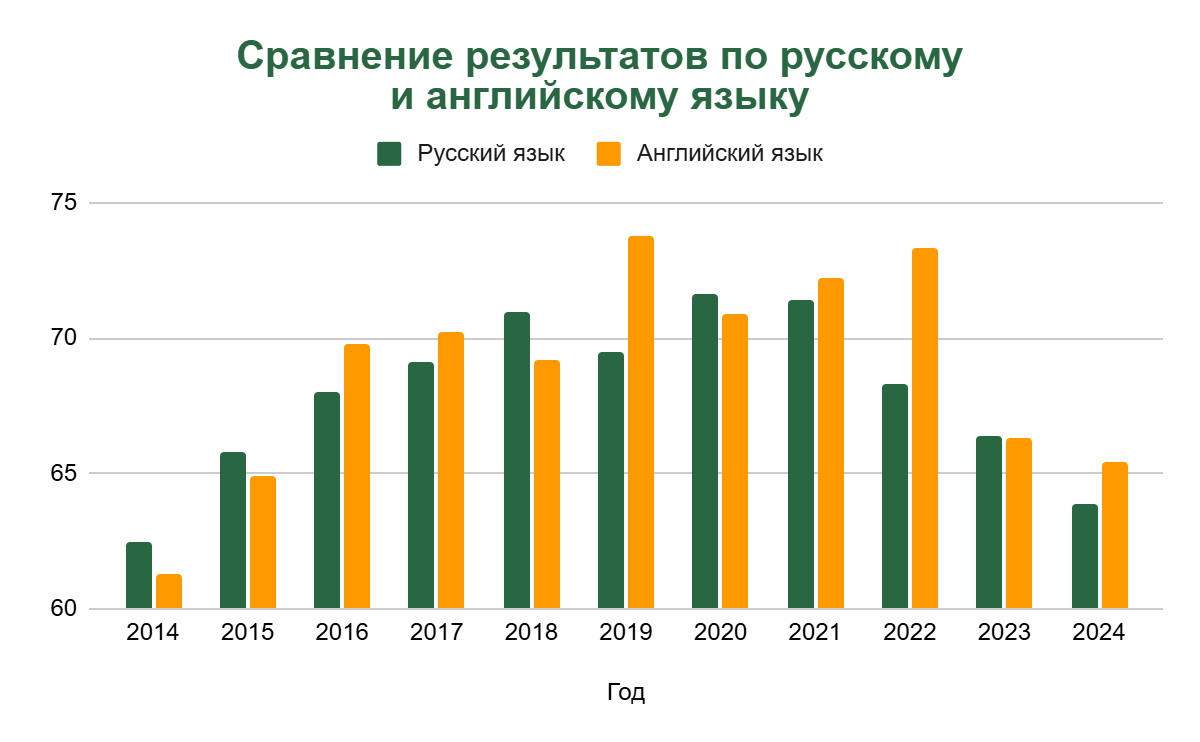 Сравнение результатов по русскому
и английскому языку
Русский язык Английский язык
75
70
65
60
2014 2015 2016 2017 2018 2019 2020 2021 2022 2023 2024
Год